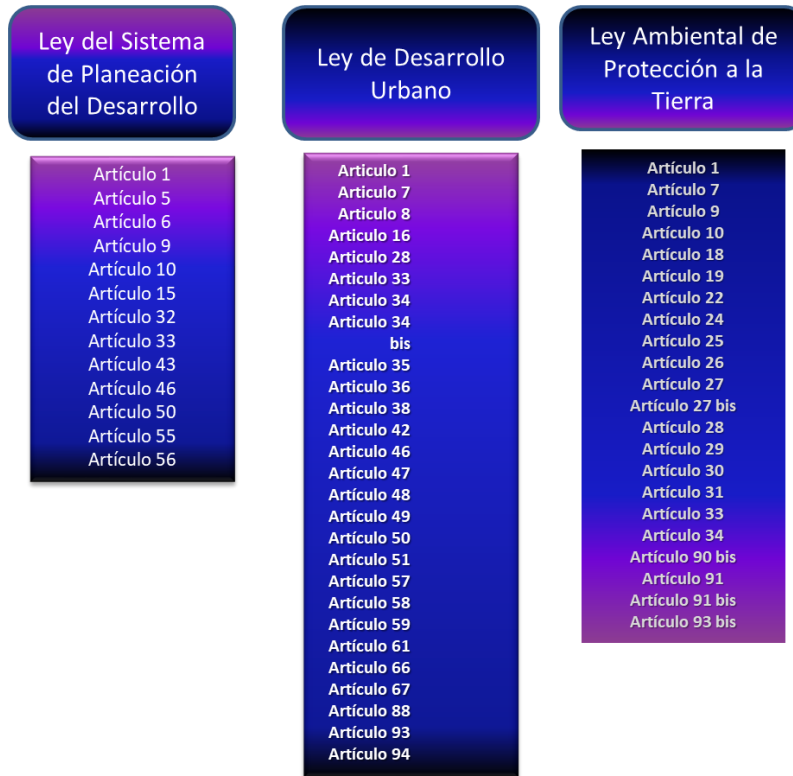 Ley del Sistema
de Planeación
del Desarrollo
Artículo 1
Artículo 5
Artículo 6
Artículo 9
Artículo 10
Artículo 15
Artículo 32
Artículo 33
Artículo 43
Artículo 46
Artículo 50
Artículo 55
Artículo 56
Ley de Desarrollo
Urbano
Articulo 1
Articulo 7
Articulo 8
Articulo 16
Articulo 28
Articulo 33
Artículo 34
Artículo 34
bis
Artículo 35
Artículo 36
Artículo 38
Artículo 42
Artículo 46
Artículo 47
Artículo 48
Artículo 49
Artículo 50
Artículo 51
Artículo 57
Artículo 58
Artículo 59
Artículo 61
Artículo 66
Artículo 67
Artículo 88
Artículo 93
Artículo 94
Ley Ambiental de
Protección a la
Tierra
Artículo 1
Artículo 7
Artículo 9
Artículo 10
Artículo 18
Artículo 19
Artículo 22
Artículo 24
Artículo 25
Artículo 26
Artículo 27
Artículo 27 bis
Artículo 28
Artículo 29
Artículo 30
Artículo 31
Artículo 33
Artículo 34
Artículo 90 bis
Artículo 91
Artículo 91 bis
Artículo 93 bis